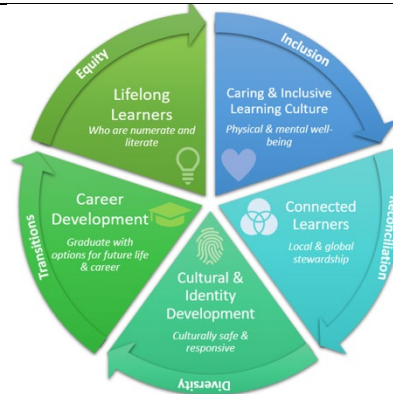 Equity
Lifelong
Learners
Who are numerate and
literate
Inclusion
Caring & Inclusive
Learning Culture
Physical & mental well-
being
Reconciliation
Connected
Learners
Local & global
stewardship
Diversity
Cultural &
Identity
Development
Culturally safe &
responsive
Transitions
Career
Development
Graduate with
options for future life
& career